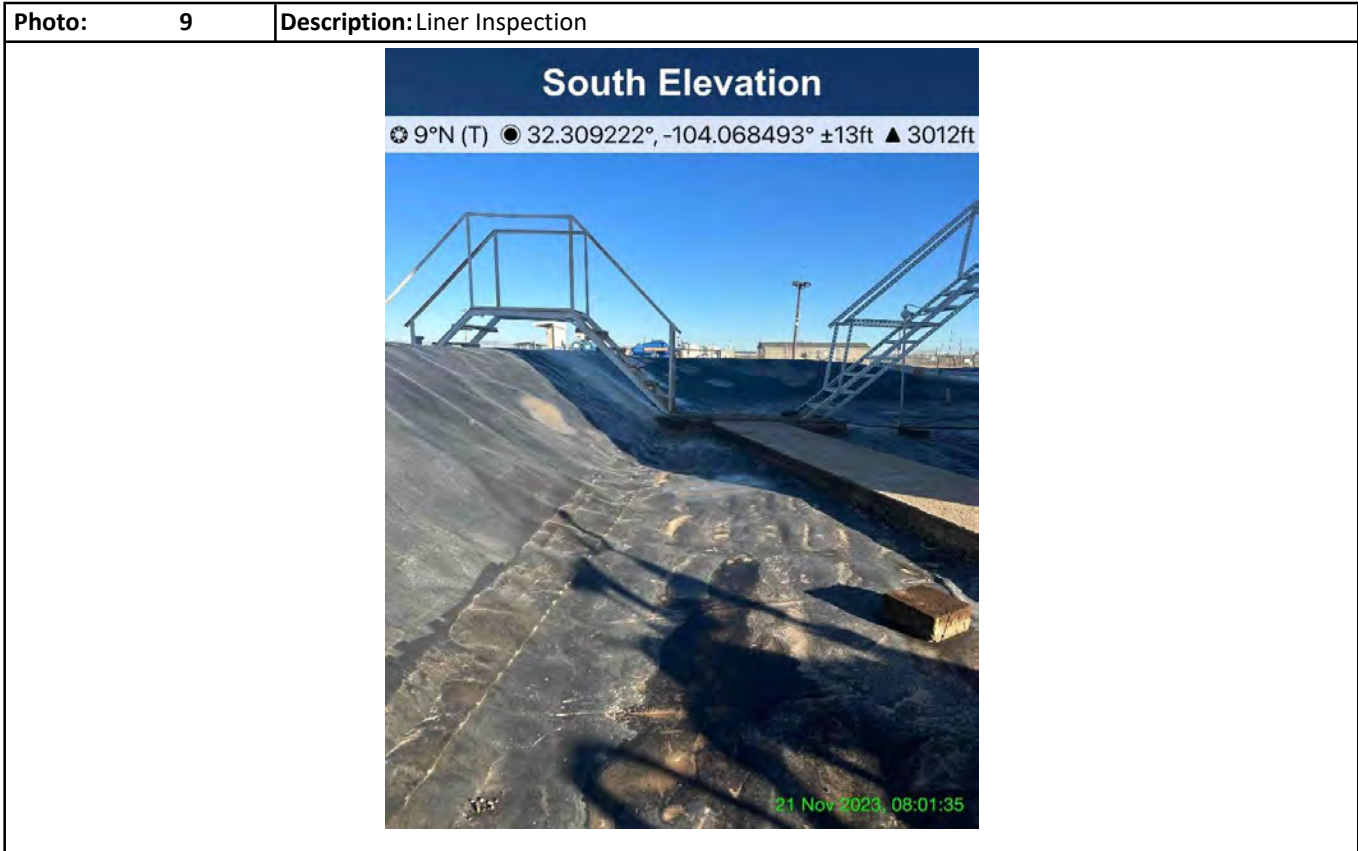 Photo: 9 Description: Liner Inspection
South Elevation
9°N (T) 32.309222°, -104.068493° ±13ft ▲ 3012ft
21 Nov 2023, 08:01:35